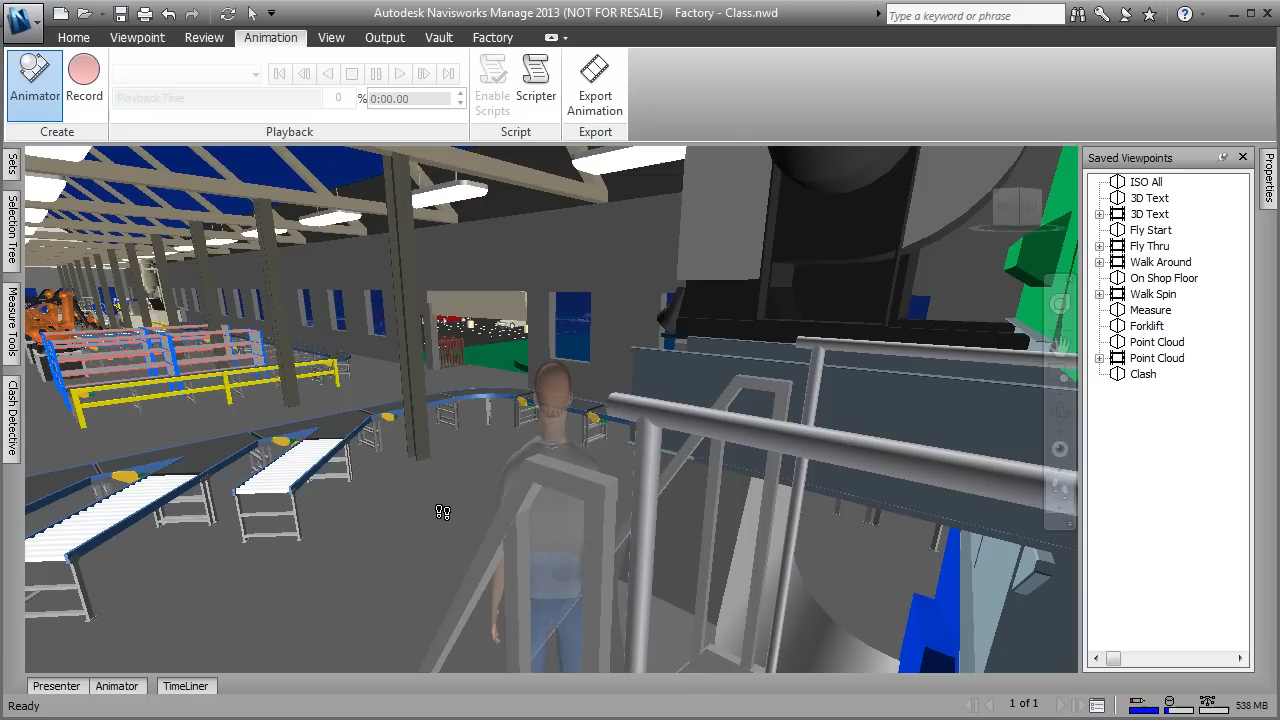 Autodesk Navisworks Manage 2013 (NOT FOR RESALE) Factory - Class.nwd
Type a keyword or phrase
Home Viewpoint Review Animation View Output Vault Factory
Animator Record
Playback Time 0 % 0:00.00
Enable Scripts
Scripter
Export Animation
Create Playback Script Export
Sets
Selection Tree
Measure Tools
Clash Detective
Saved Viewpoints
Properties
ISO All
3D Text
3D Text
Fly Start
Fly Thru
Walk Around
On Shop Floor
Walk Spin
Measure
Forklift
Point Cloud
Point Cloud
Clash
Presenter Animator TimeLiner
Ready 1 of 1 538 MB